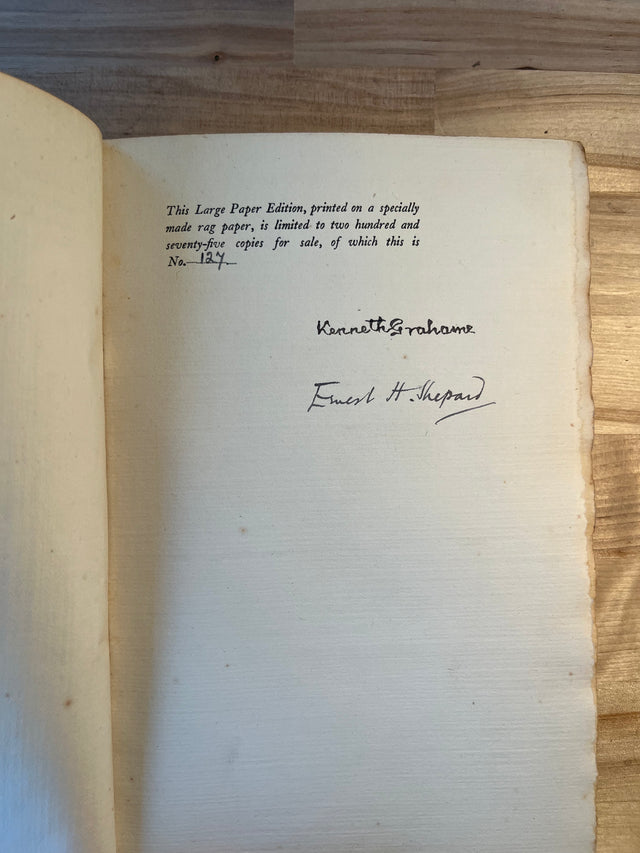 This Large Paper Edition, printed on a specially
made rag paper, is limited to two hundred and
seventy-five copies for sale, of which this is
No. 127
Kenneth Grahame
Ernest H. Shepard